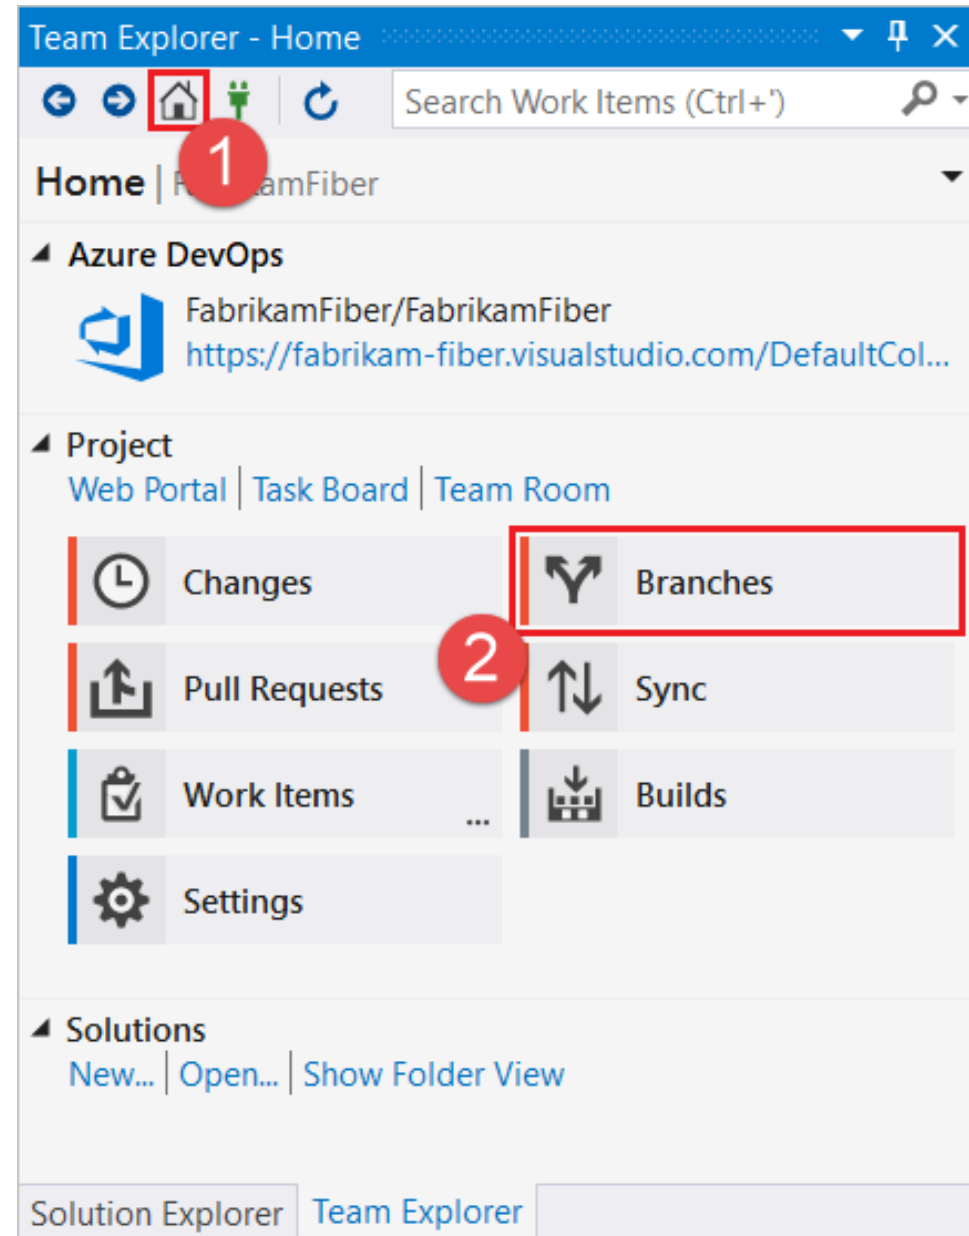 Team Explorer - Home
Search Work Items (Ctrl+')
1
Home | amFiber
Azure DevOps
FabrikamFiber/FabrikamFiber
https://fabrikam-fiber.visualstudio.com/DefaultCol...
Project
Web Portal | Task Board | Team Room
Changes
Branches
2
Pull Requests
Sync
Work Items
...
Builds
Settings
Solutions
New... | Open... | Show Folder View
Solution Explorer
Team Explorer